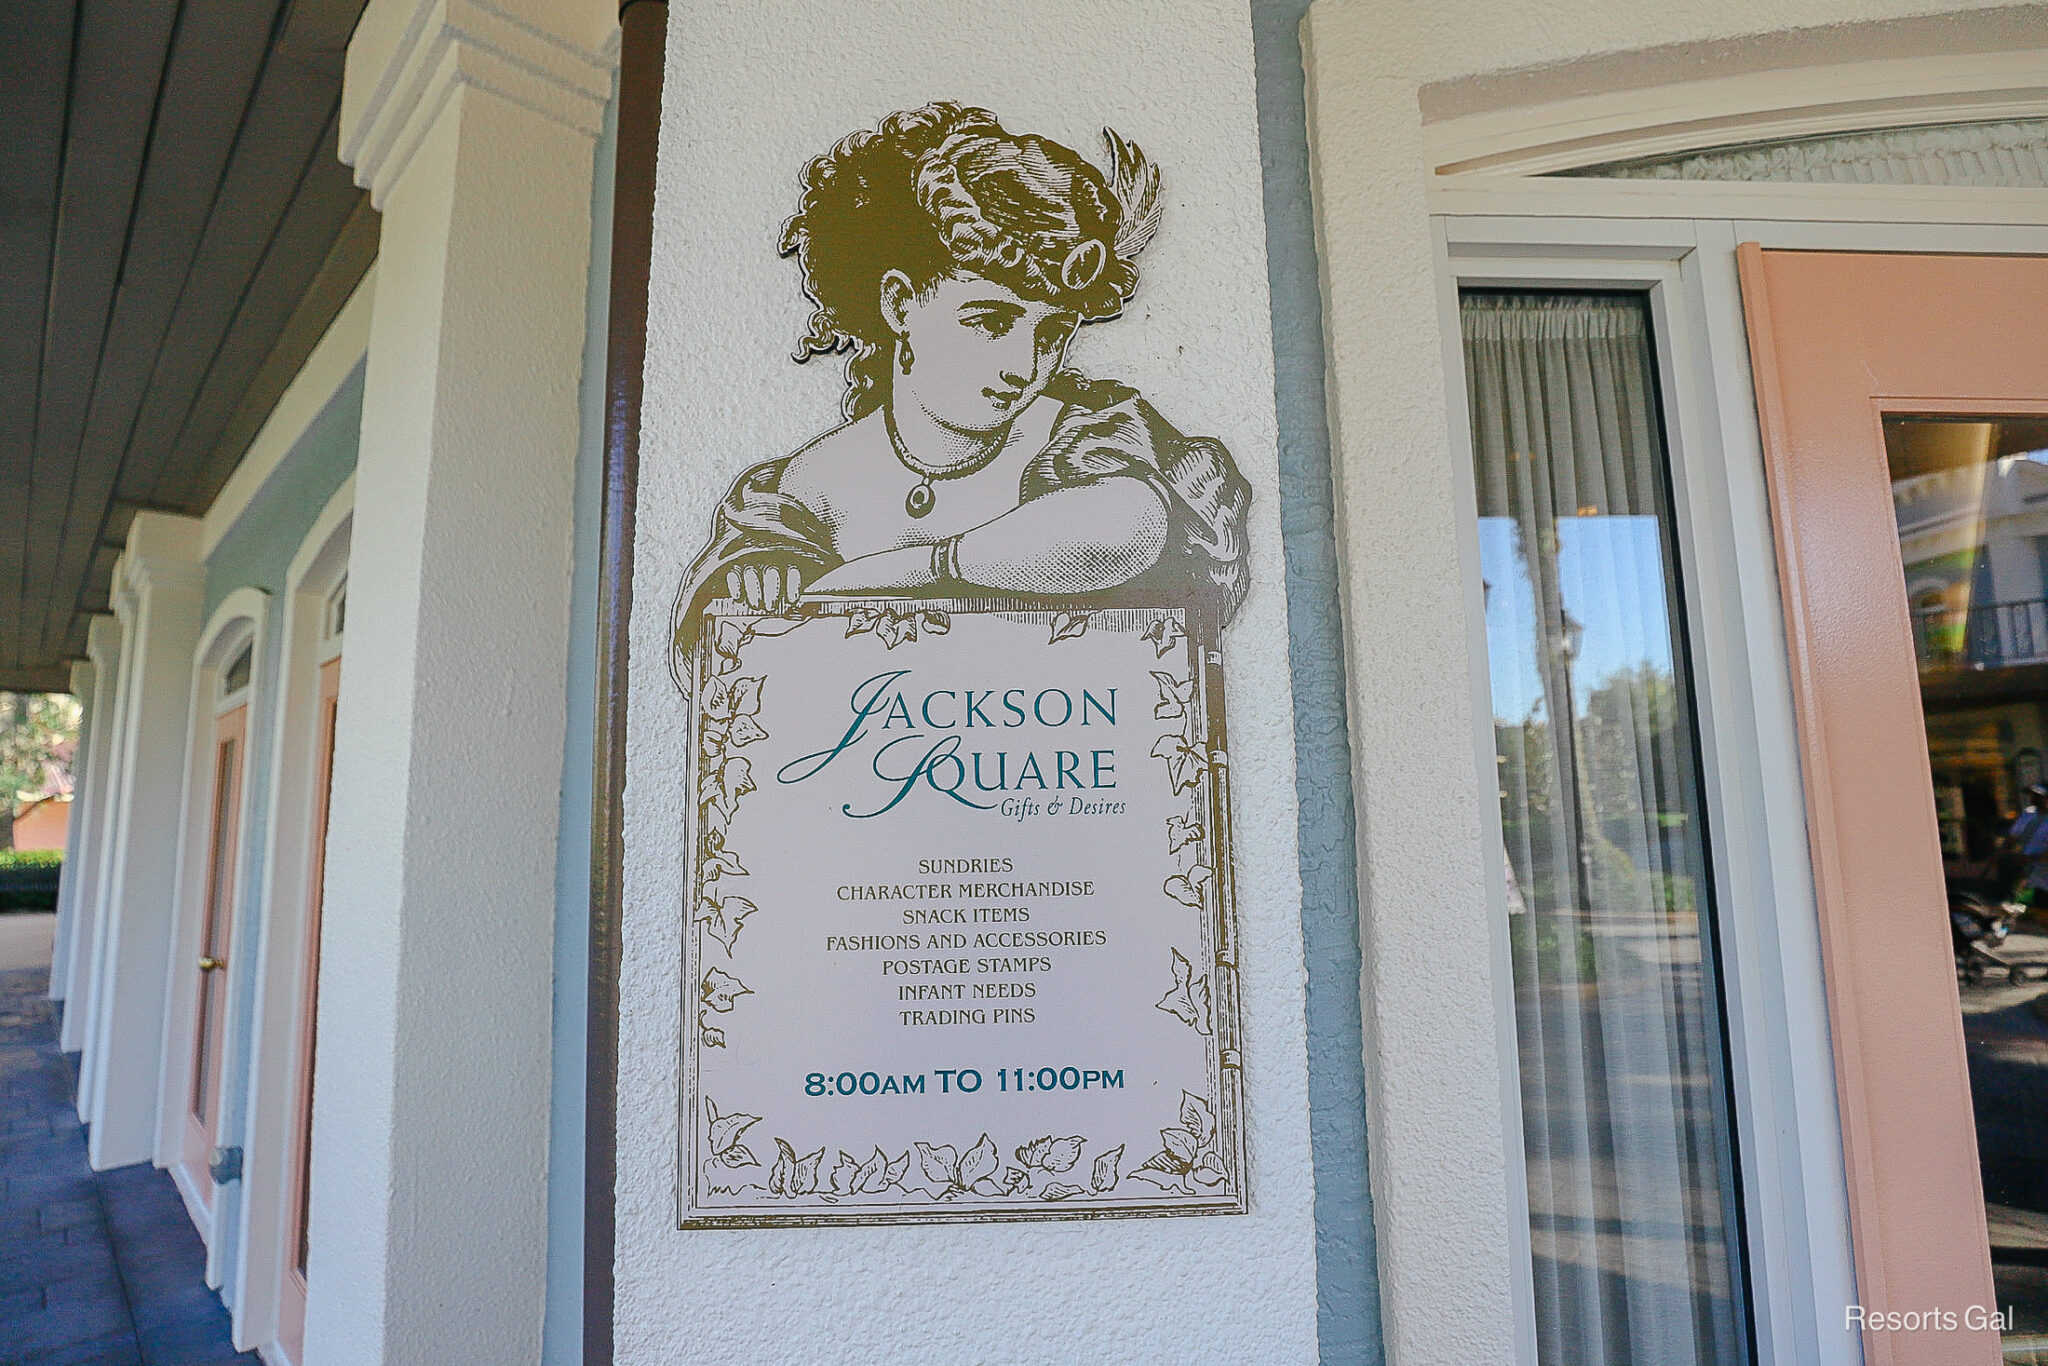 JACKSON
SQUARE
Gifts & Desires
SUNDRIES
CHARACTER MERCHANDISE
SNACK ITEMS
FASHIONS AND ACCESSORIES
POSTAGE STAMPS
INFANT NEEDS
TRADING PINS
8:00AM TO 11:00PM
Resorts Gal